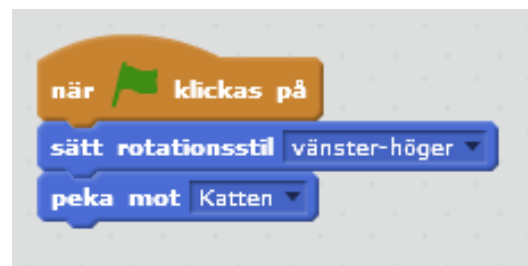 när klickas på
sätt rotationsstil vänster-höger
peka mot Katten